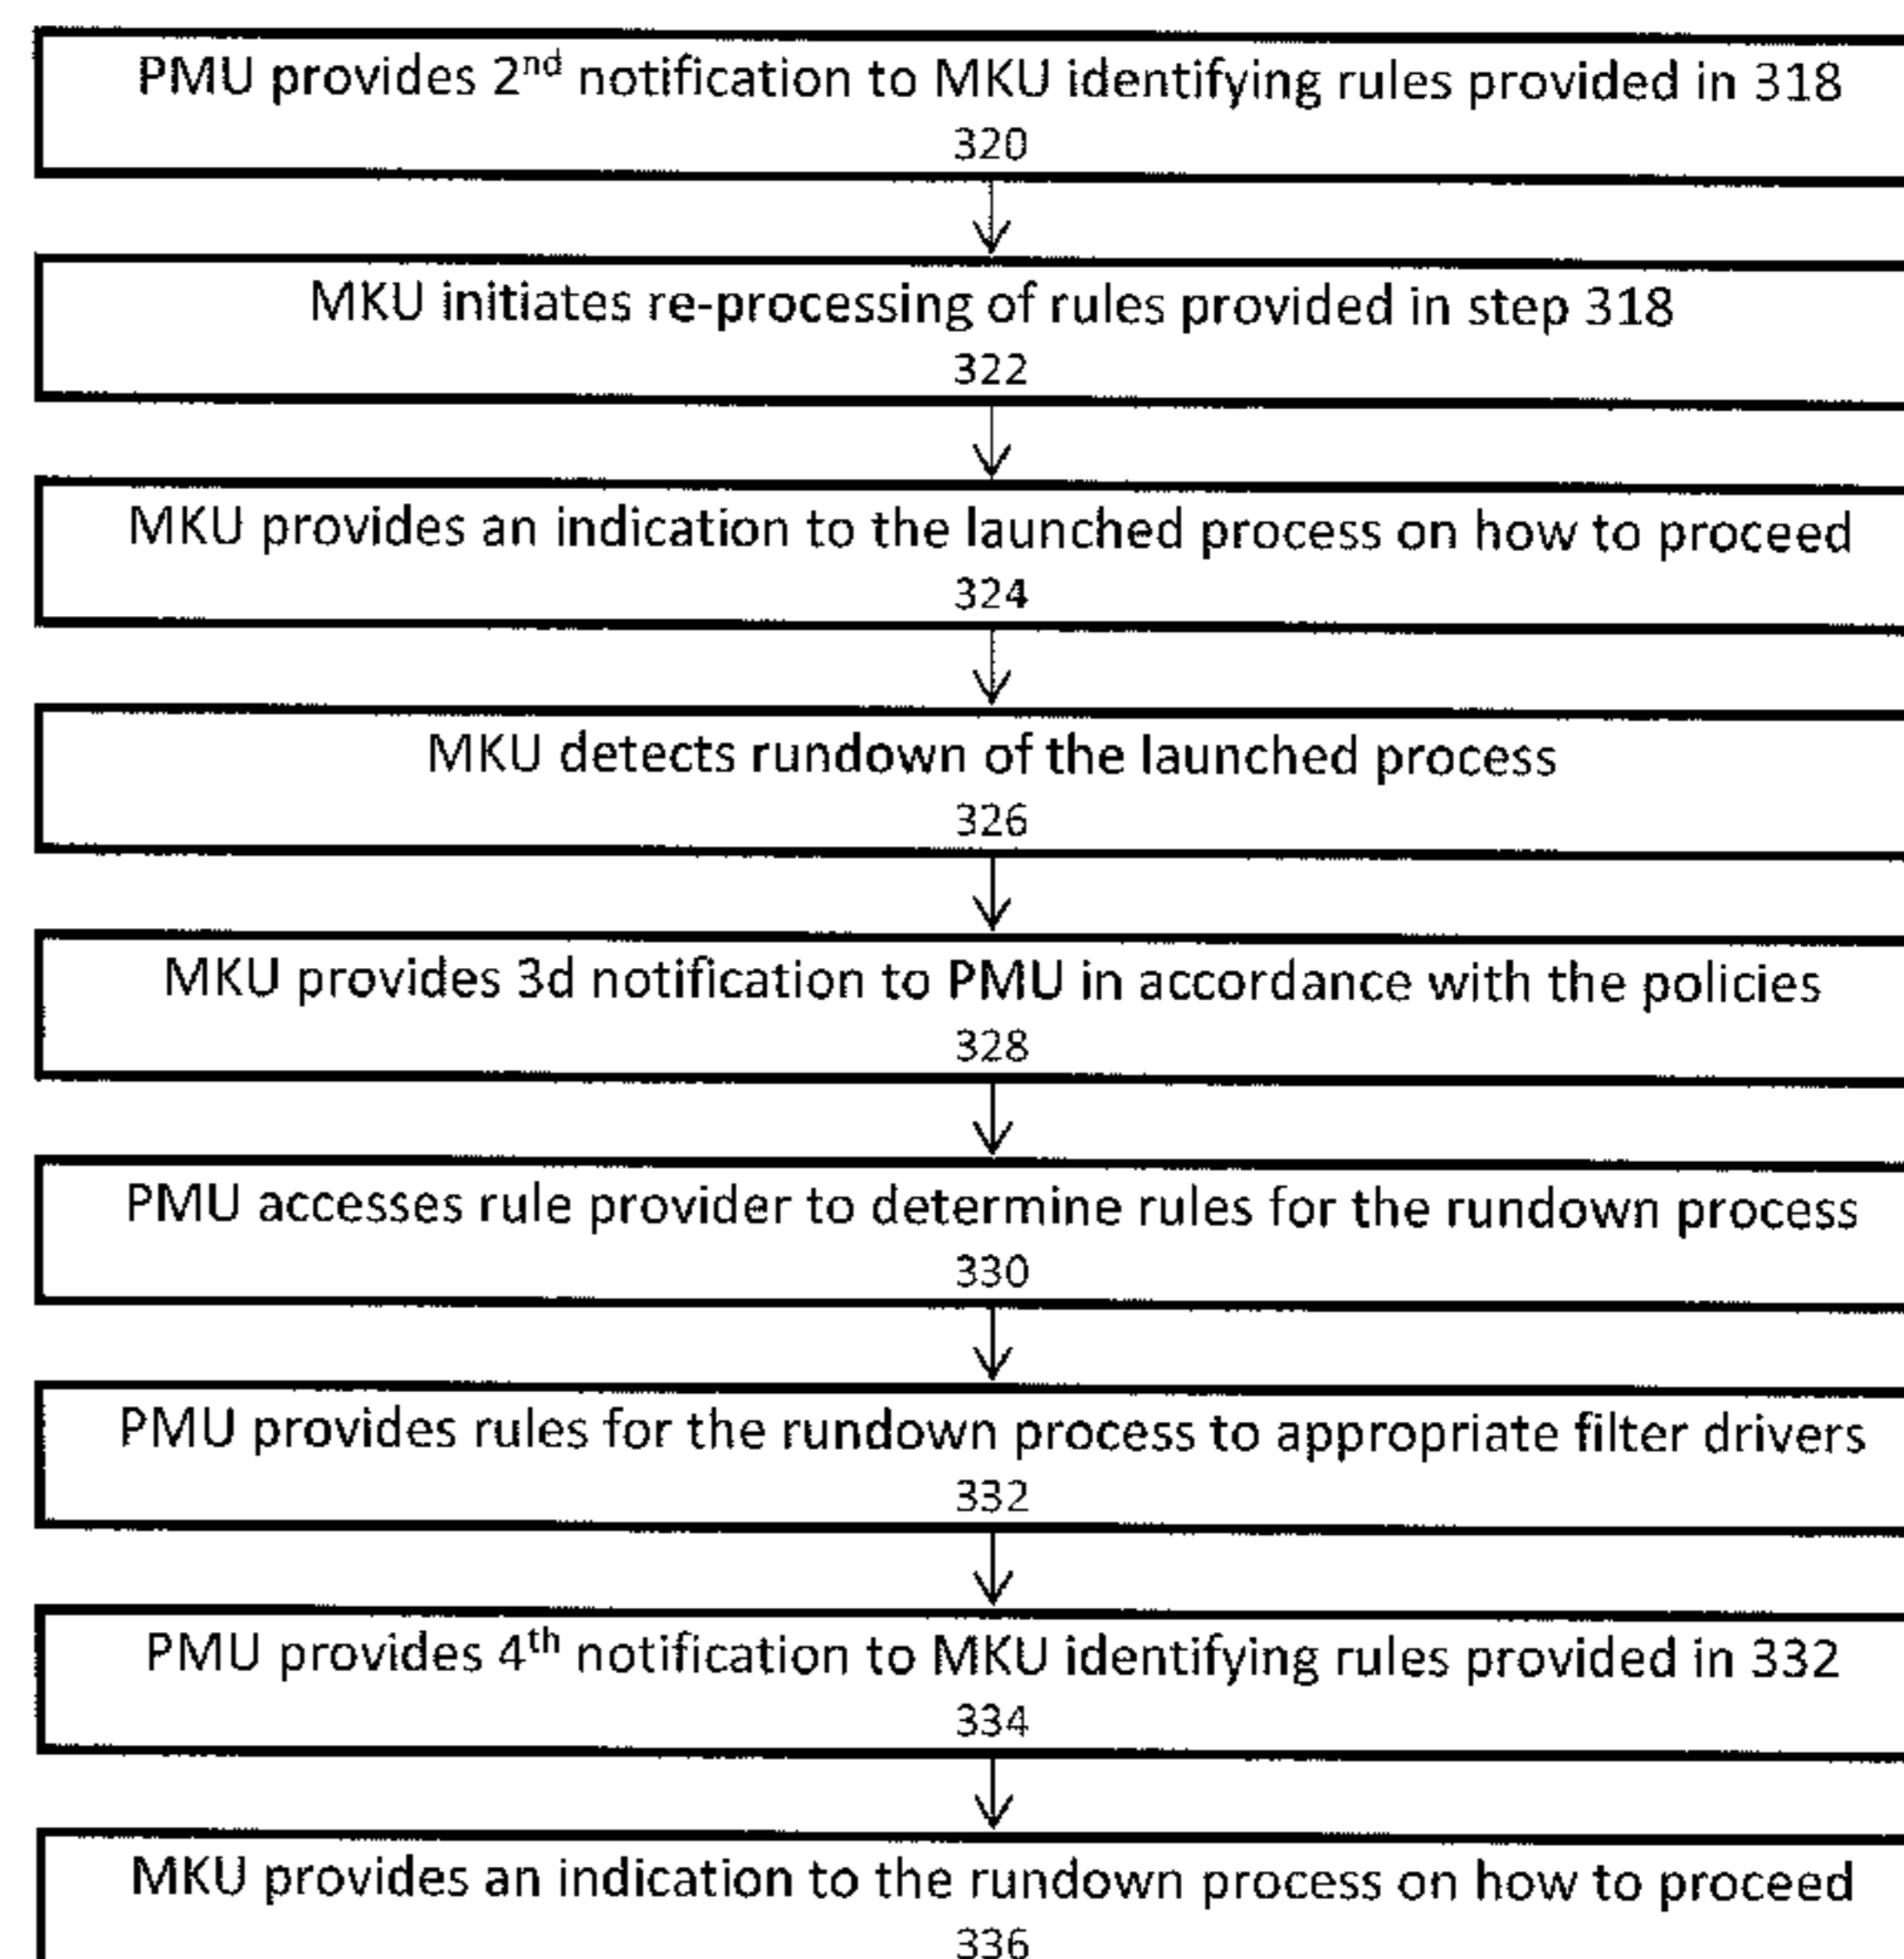 PMU provides 2nd notification to MKU identifying rules provided in 318
320
MKU initiates re-processing of rules provided in step 318
322
MKU provides an indication to the launched process on how to proceed
324
MKU detects rundown of the launched process
326
MKU provides 3d notification to PMU in accordance with the policies
328
PMU accesses rule provider to determine rules for the rundown process
330
PMU provides rules for the rundown process to appropriate filter drivers
332
PMU provides 4th notification to MKU identifying rules provided in 332
334
MKU provides an indication to the rundown process on how to proceed
336